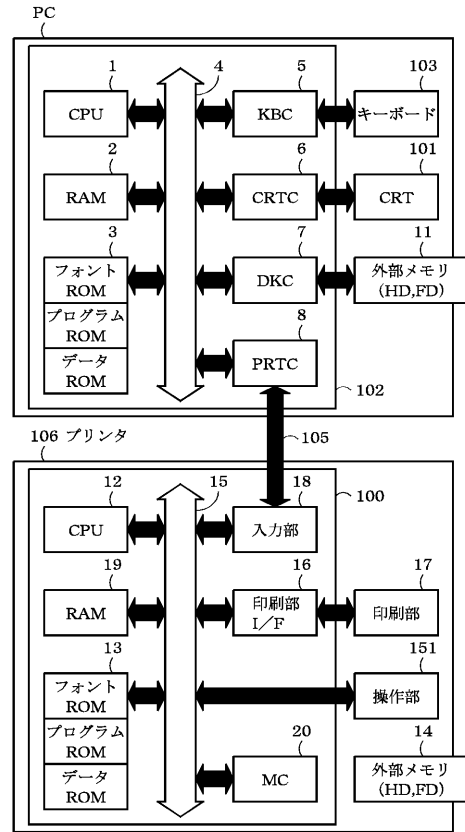 PC
1
4
5
103
CPU
KBC
キーボード
2
6
101
RAM
CRTC
CRT
3
7
11
フォント
ROM
プログラム
ROM
データ
ROM
DKC
外部メモリ
(HD,FD)
8
PRTC
102
105
106 プリンタ
12
15
18
100
CPU
入力部
19
16
17
RAM
印刷部
I/F
印刷部
13
151
フォント
ROM
プログラム
ROM
データ
ROM
操作部
20
14
MC
外部メモリ
(HD,FD)